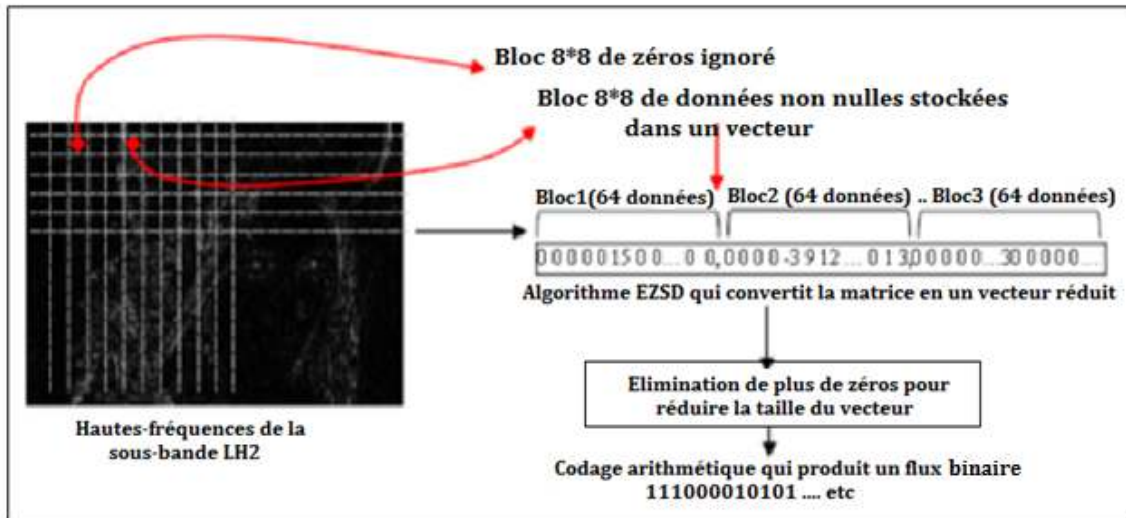 Bloc 8*8 de zéros ignoré
Bloc 8*8 de données non nulles stockées
dans un vecteur
Bloc1(64 données) Bloc2 (64 données) .. Bloc3 (64 données)
0 0 0 0 0 0 15 0 0 ... 0 0, 0 0 0 0 -3 9 1 2 ... 0 1 3, 0 0 0 0 0 ... 3 0 0 0 0 0 ...
Algorithme EZSD qui convertit la matrice en un vecteur réduit
Elimination de plus de zéros pour
réduire la taille du vecteur
Hautes-fréquences de la
sous-bande LH2
Codage arithmétique qui produit un flux binaire
111000010101 .... etc